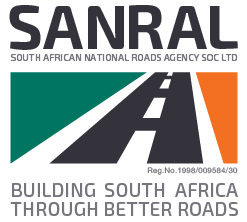 SANRAL
SOUTH AFRICAN NATIONAL ROADS AGENCY SOC LTD
Reg.No.1998/009584/30
BUILDING SOUTH AFRICA
THROUGH BETTER ROADS